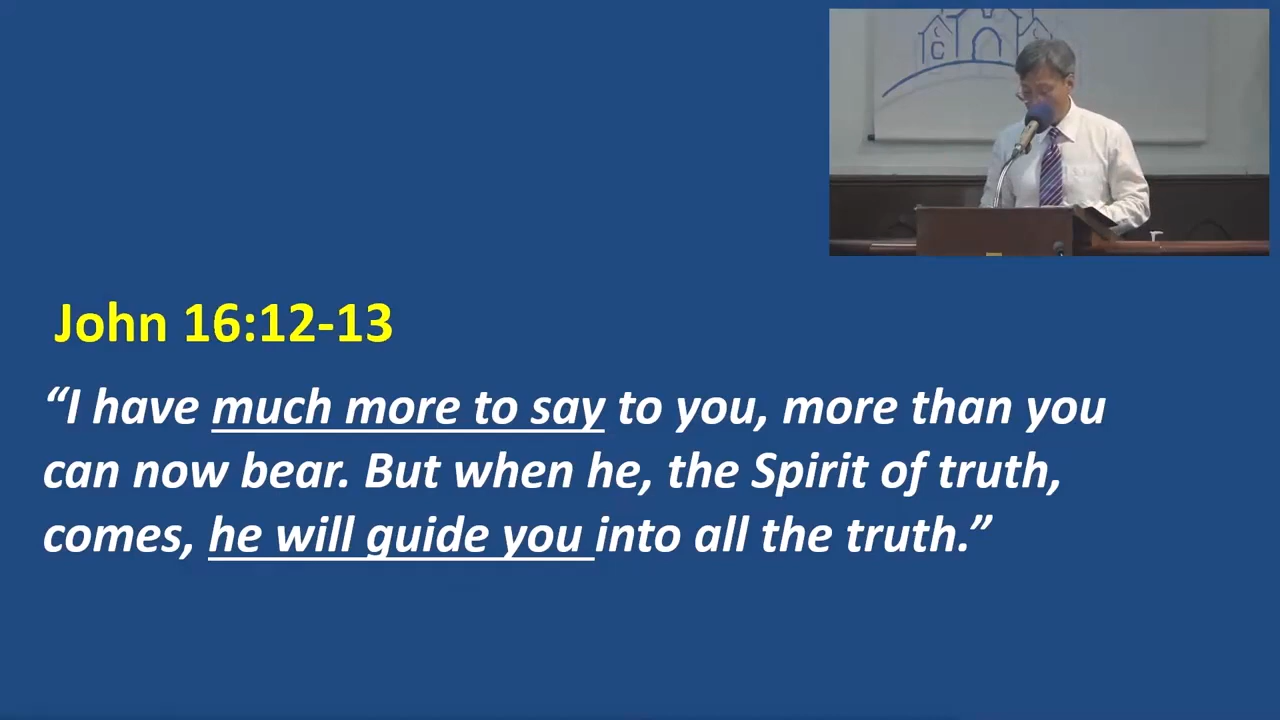 C
C
John 16:12-13
“I have much more to say to you, more than you
can now bear. But when he, the Spirit of truth,
comes, he will guide you into all the truth.”